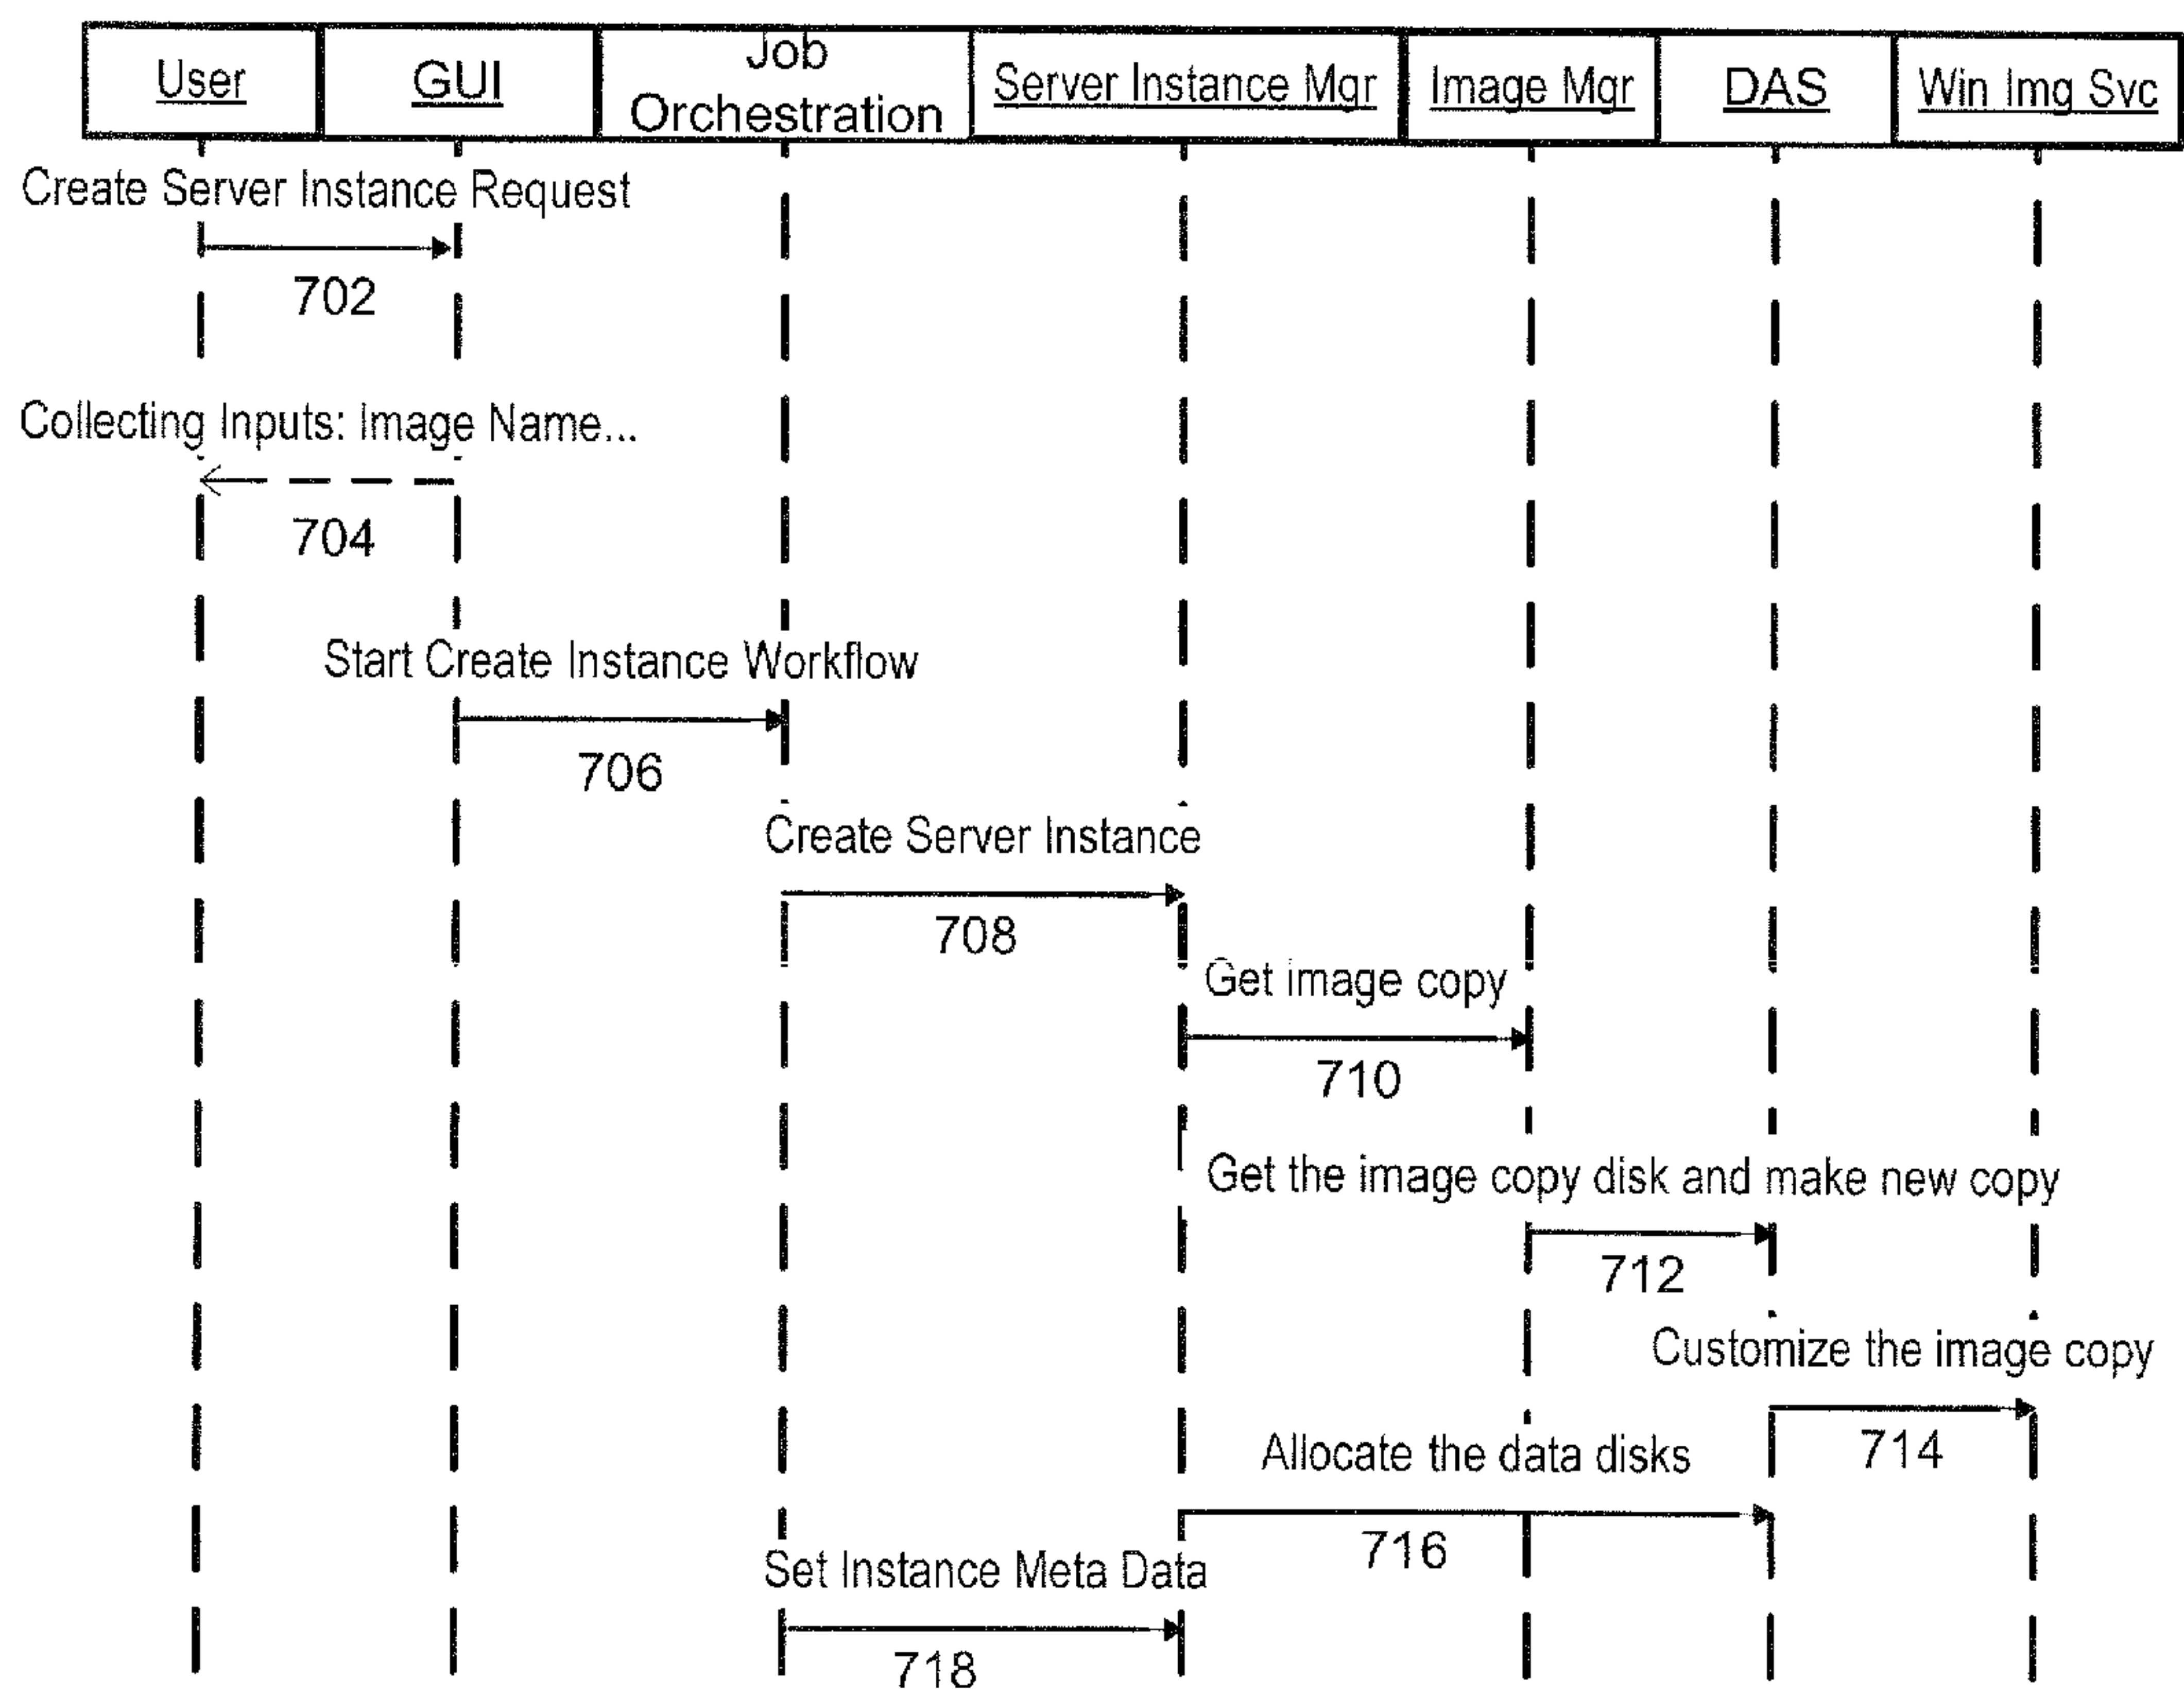 User
GUI
Job
Orchestration
Server Instance Mgr
Image Mgr
DAS
Win Img Svc
Create Server Instance Request
702
Collecting Inputs: Image Name...
704
Start Create Instance Workflow
706
Create Server Instance
708
Get image copy
710
Get the image copy disk and make new copy
712
Customize the image copy
714
Allocate the data disks
716
Set Instance Meta Data
718